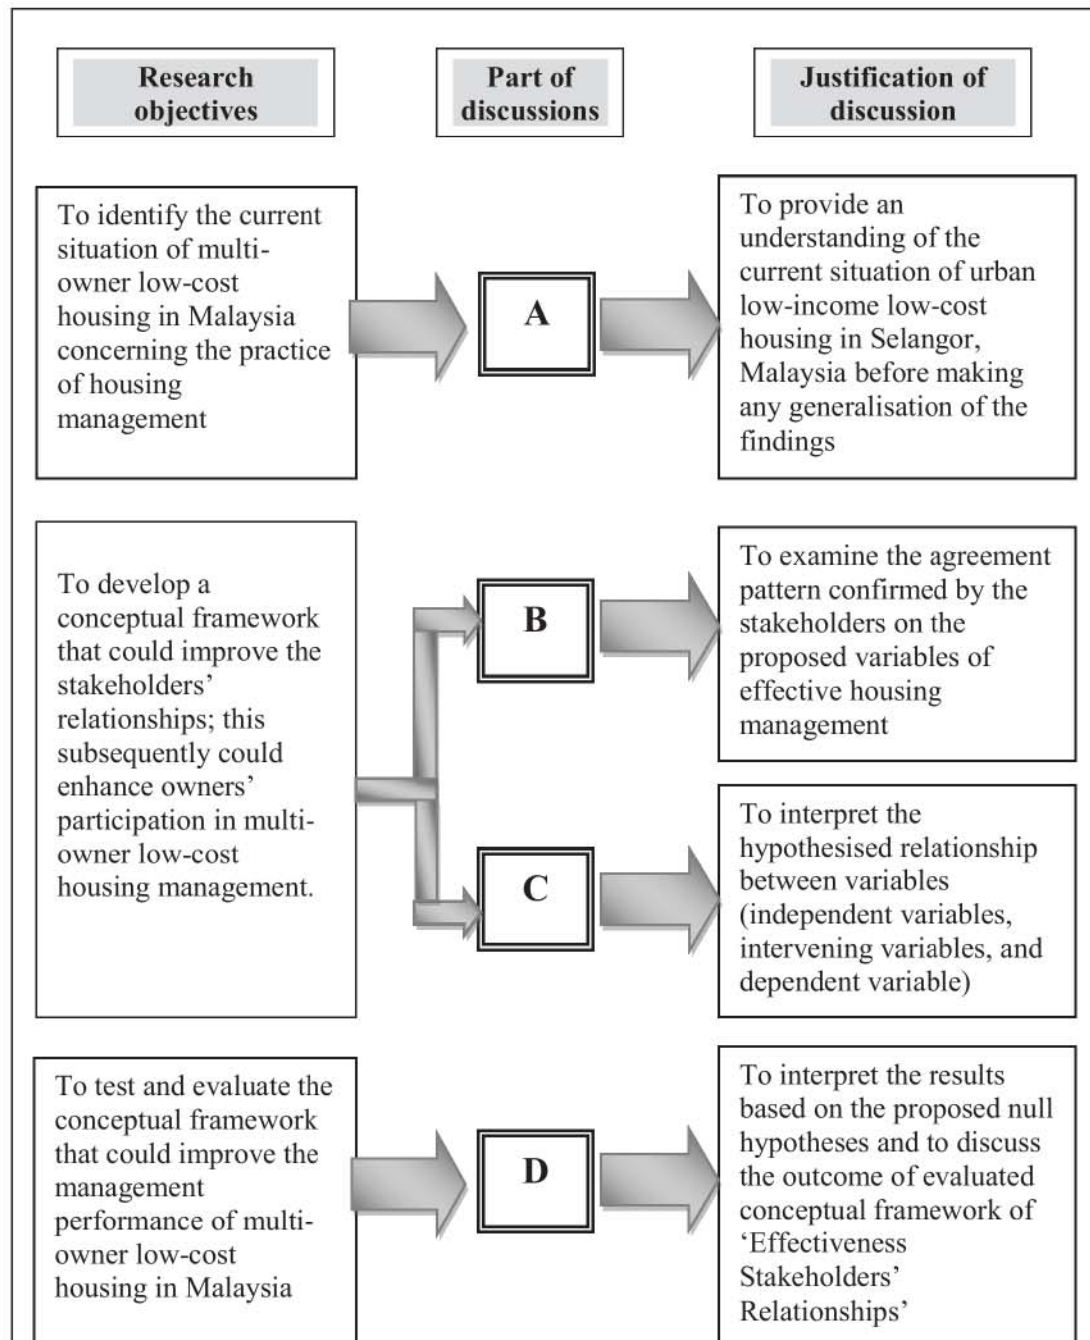 Research
objectives
Part of
discussions
Justification of
discussion
To identify the current
situation of multi-
owner low-cost
housing in Malaysia
concerning the practice
of housing
management
A
To provide an
understanding of the
current situation of urban
low-income low-cost
housing in Selangor,
Malaysia before making
any generalisation of the
findings
To develop a
conceptual framework
that could improve the
stakeholders’
relationships; this
subsequently could
enhance owners’
participation in multi-
owner low-cost
housing management.
B
To examine the agreement
pattern confirmed by the
stakeholders on the
proposed variables of
effective housing
management
C
To interpret the
hypothesised relationship
between variables
(independent variables,
intervening variables, and
dependent variable)
To test and evaluate the
conceptual framework
that could improve the
management
performance of multi-
owner low-cost
housing in Malaysia
D
To interpret the results
based on the proposed null
hypotheses and to discuss
the outcome of evaluated
conceptual framework of
‘Effectiveness
Stakeholders’
Relationships’